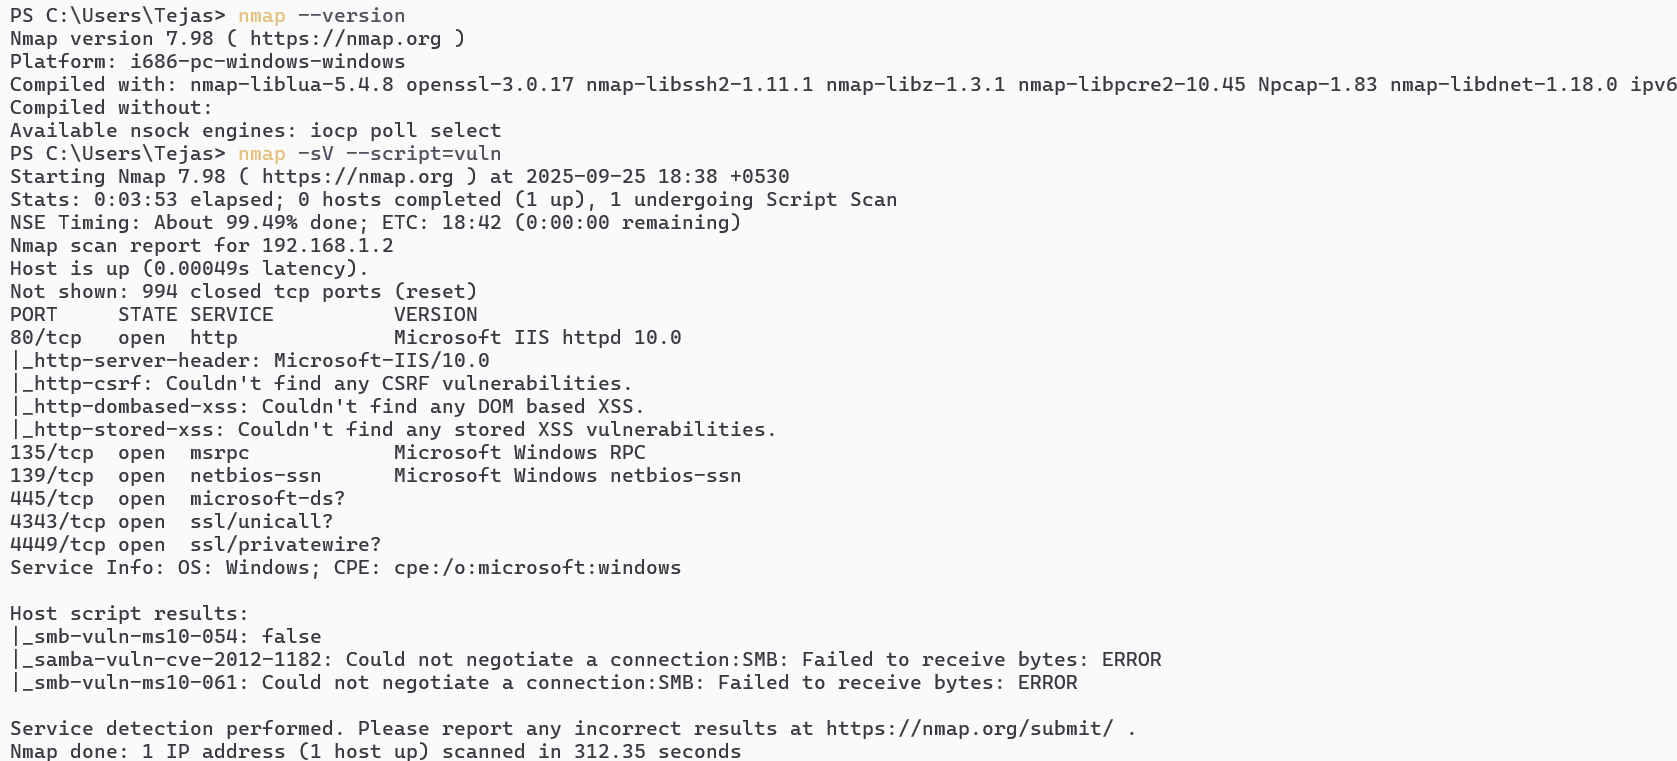 PS C:\Users\Tejas> nmap --version
Nmap version 7.98 ( https://nmap.org )
Platform: i686-pc-windows-windows
Compiled with: nmap-liblua-5.4.8 openssl-3.0.17 nmap-libssh2-1.11.1 nmap-libz-1.3.1 nmap-libpcre2-10.45 Npcap-1.83 nmap-libdnet-1.18.0 ipv6
Compiled without:
Available nsock engines: iocp poll select
PS C:\Users\Tejas> nmap -sV --script=vuln
Starting Nmap 7.98 ( https://nmap.org ) at 2025-09-25 18:38 +0530
Stats: 0:03:53 elapsed; 0 hosts completed (1 up), 1 undergoing Script Scan
NSE Timing: About 99.49% done; ETC: 18:42 (0:00:00 remaining)
Nmap scan report for 192.168.1.2
Host is up (0.00049s latency).
Not shown: 994 closed tcp ports (reset)
PORT     STATE SERVICE          VERSION
80/tcp   open  http             Microsoft IIS httpd 10.0
|_http-server-header: Microsoft-IIS/10.0
|_http-csrf: Couldn't find any CSRF vulnerabilities.
|_http-dombased-xss: Couldn't find any DOM based XSS.
|_http-stored-xss: Couldn't find any stored XSS vulnerabilities.
135/tcp  open  msrpc            Microsoft Windows RPC
139/tcp  open  netbios-ssn      Microsoft Windows netbios-ssn
445/tcp  open  microsoft-ds?
4343/tcp open  ssl/unicall?
4449/tcp open  ssl/privatewire?
Service Info: OS: Windows; CPE: cpe:/o:microsoft:windows

Host script results:
|_smb-vuln-ms10-054: false
|_samba-vuln-cve-2012-1182: Could not negotiate a connection:SMB: Failed to receive bytes: ERROR
|_smb-vuln-ms10-061: Could not negotiate a connection:SMB: Failed to receive bytes: ERROR

Service detection performed. Please report any incorrect results at https://nmap.org/submit/ .
Nmap done: 1 IP address (1 host up) scanned in 312.35 seconds